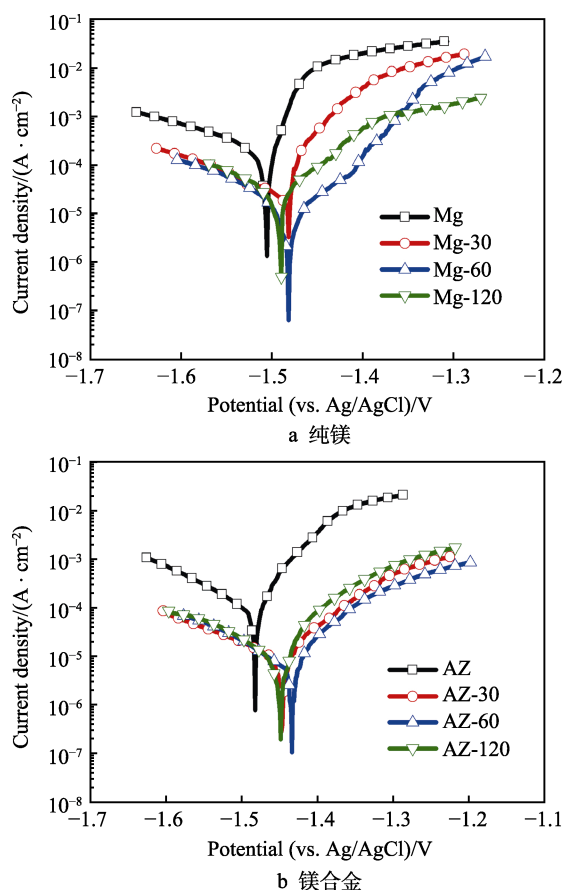 10⁻¹
10⁻²
10⁻³
10⁻⁴
10⁻⁵
10⁻⁶
10⁻⁷
10⁻⁸
Current density/(A · cm⁻²)
Mg
Mg-30
Mg-60
Mg-120
−1.7 −1.6 −1.5 −1.4 −1.3 −1.2
Potential (vs. Ag/AgCl)/V
a 纯镁
10⁻¹
10⁻²
10⁻³
10⁻⁴
10⁻⁵
10⁻⁶
10⁻⁷
10⁻⁸
Current density/(A · cm⁻²)
AZ
AZ-30
AZ-60
AZ-120
−1.7 −1.6 −1.5 −1.4 −1.3 −1.2 −1.1
Potential (vs. Ag/AgCl)/V
b 镁合金